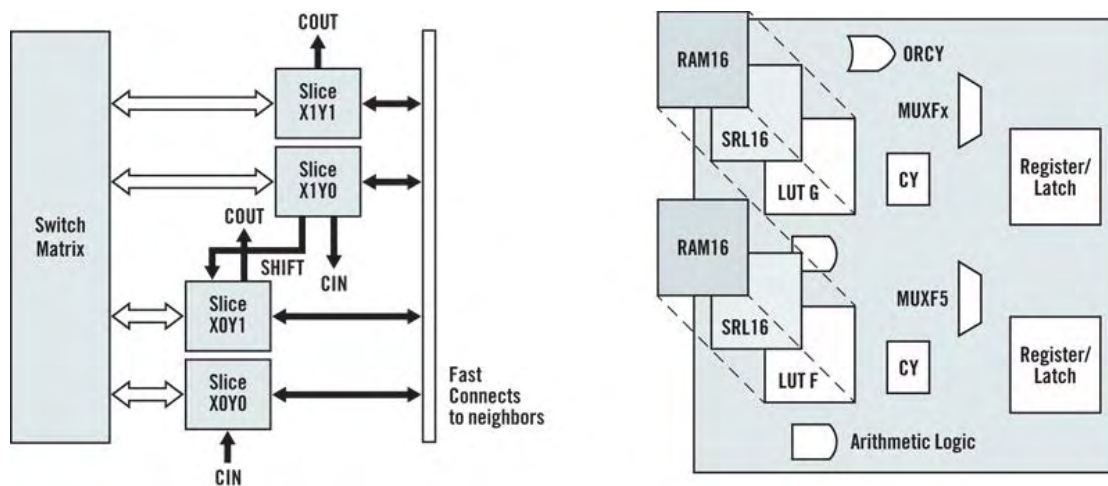 COUT
Slice
X1Y1
Slice
X1Y0
Switch
Matrix
COUT
SHIFT
CIN
Slice
X0Y1
Slice
X0Y0
Fast
Connects
to neighbors
CIN
RAM16
ORCY
MUXFx
SRL16
Register/
Latch
CY
LUT G
RAM16
MUXF5
SRL16
Register/
Latch
CY
LUT F
Arithmetic Logic